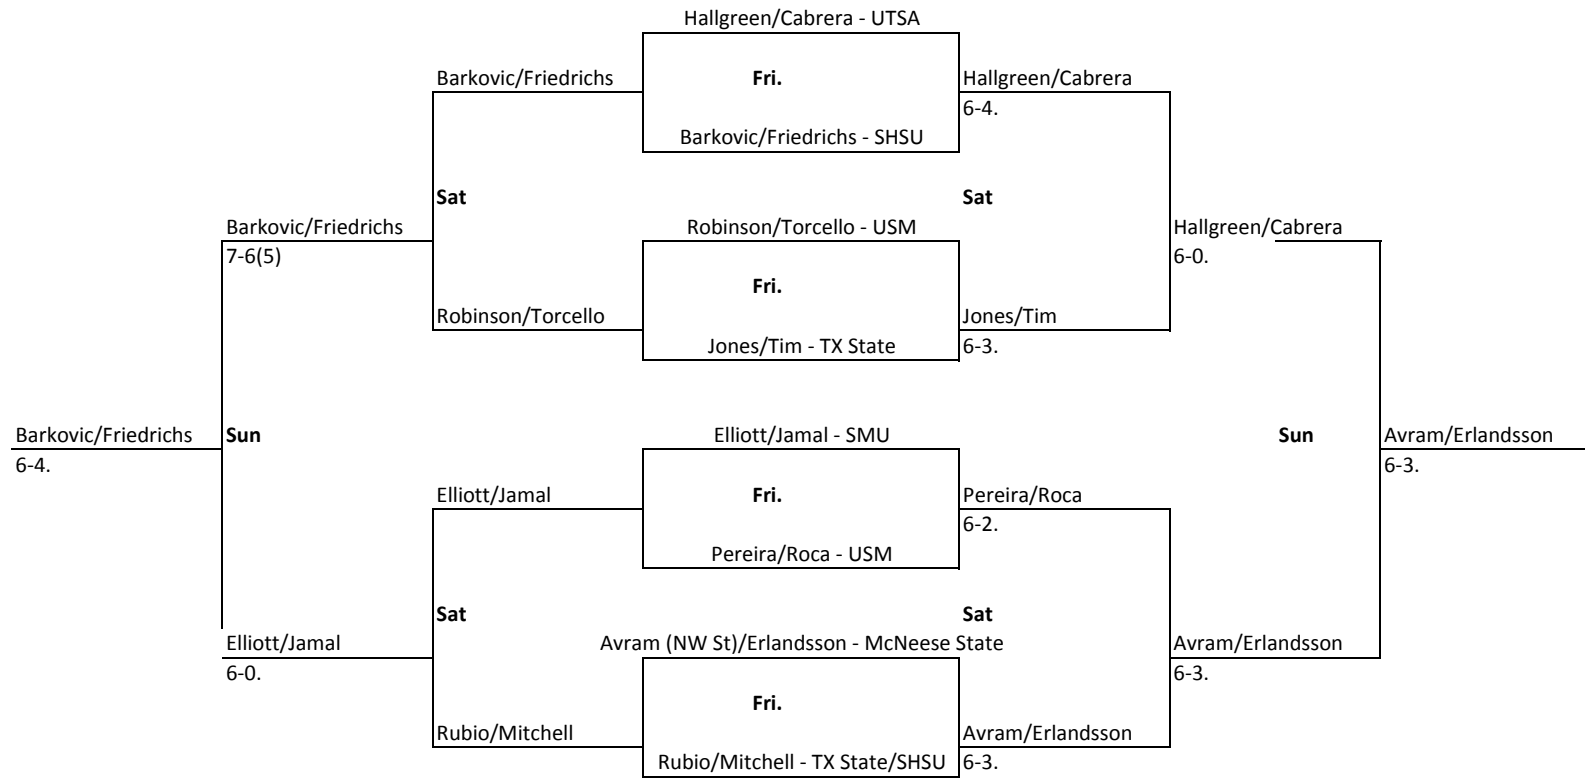 Hallgreen/Cabrera - UTSA
Barkovic/Friedrichs
Fri.
Hallgreen/Cabrera
6-4.
Barkovic/Friedrichs - SHSU
Sat
Sat
Barkovic/Friedrichs
Robinson/Torcello - USM
Hallgreen/Cabrera
7-6(5)
6-0.
Fri.
Robinson/Torcello
Jones/Tim
Jones/Tim - TX State
6-3.
Barkovic/Friedrichs
Sun
Elliott/Jamal - SMU
Sun
Avram/Erlandsson
6-4.
6-3.
Elliott/Jamal
Fri.
Pereira/Roca
6-2.
Pereira/Roca - USM
Sat
Sat
Elliott/Jamal
Avram (NW St)/Erlandsson - McNeese State
Avram/Erlandsson
6-0.
6-3.
Fri.
Rubio/Mitchell
Avram/Erlandsson
Rubio/Mitchell - TX State/SHSU
6-3.